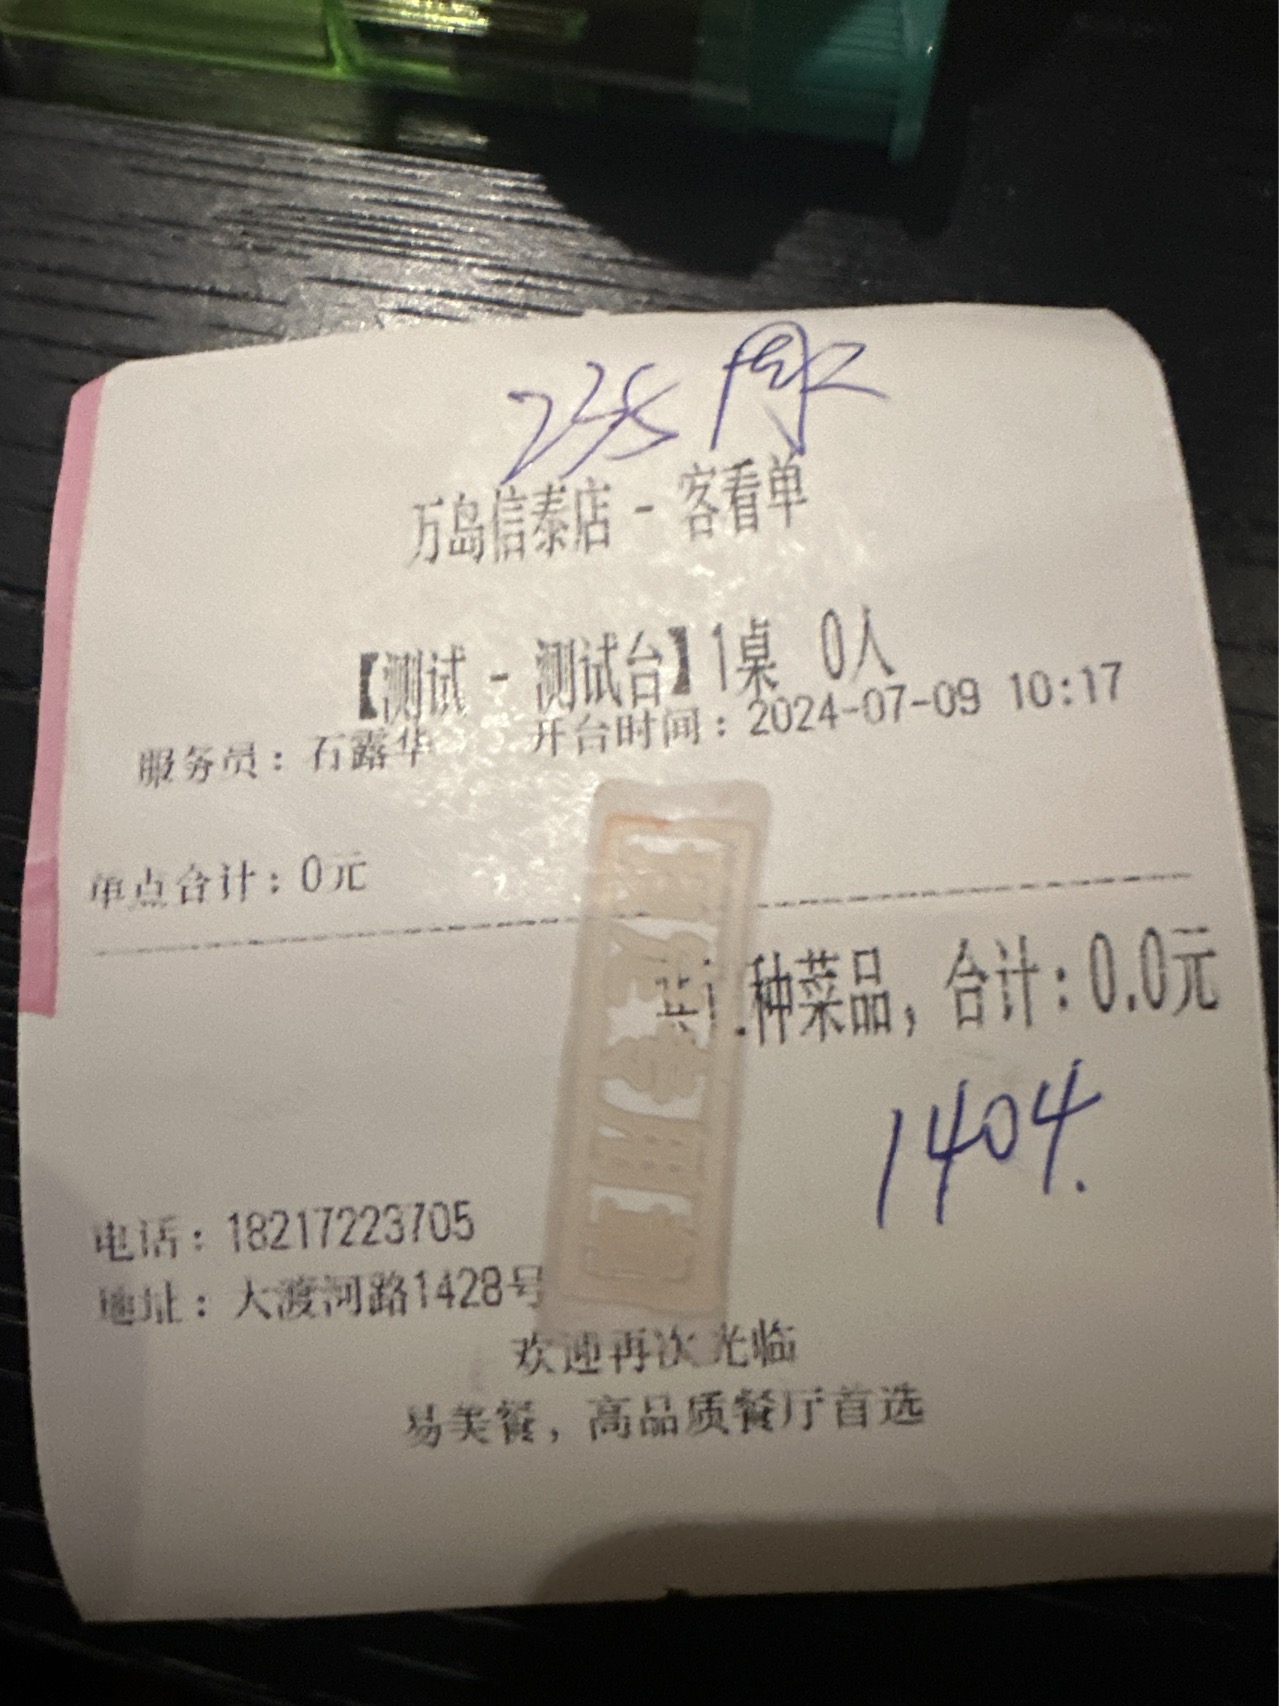 万岛信泰店 - 客看单
【测试 - 测试台】1桌 0人
服务员：石露华 开台时间：2024-07-09 10:17
单点合计：0元
种菜品，合计：0.0元
1404.
电话：18217223705
地址：大渡河路1428号
欢迎再次光临
易美餐，高品质餐厅首选